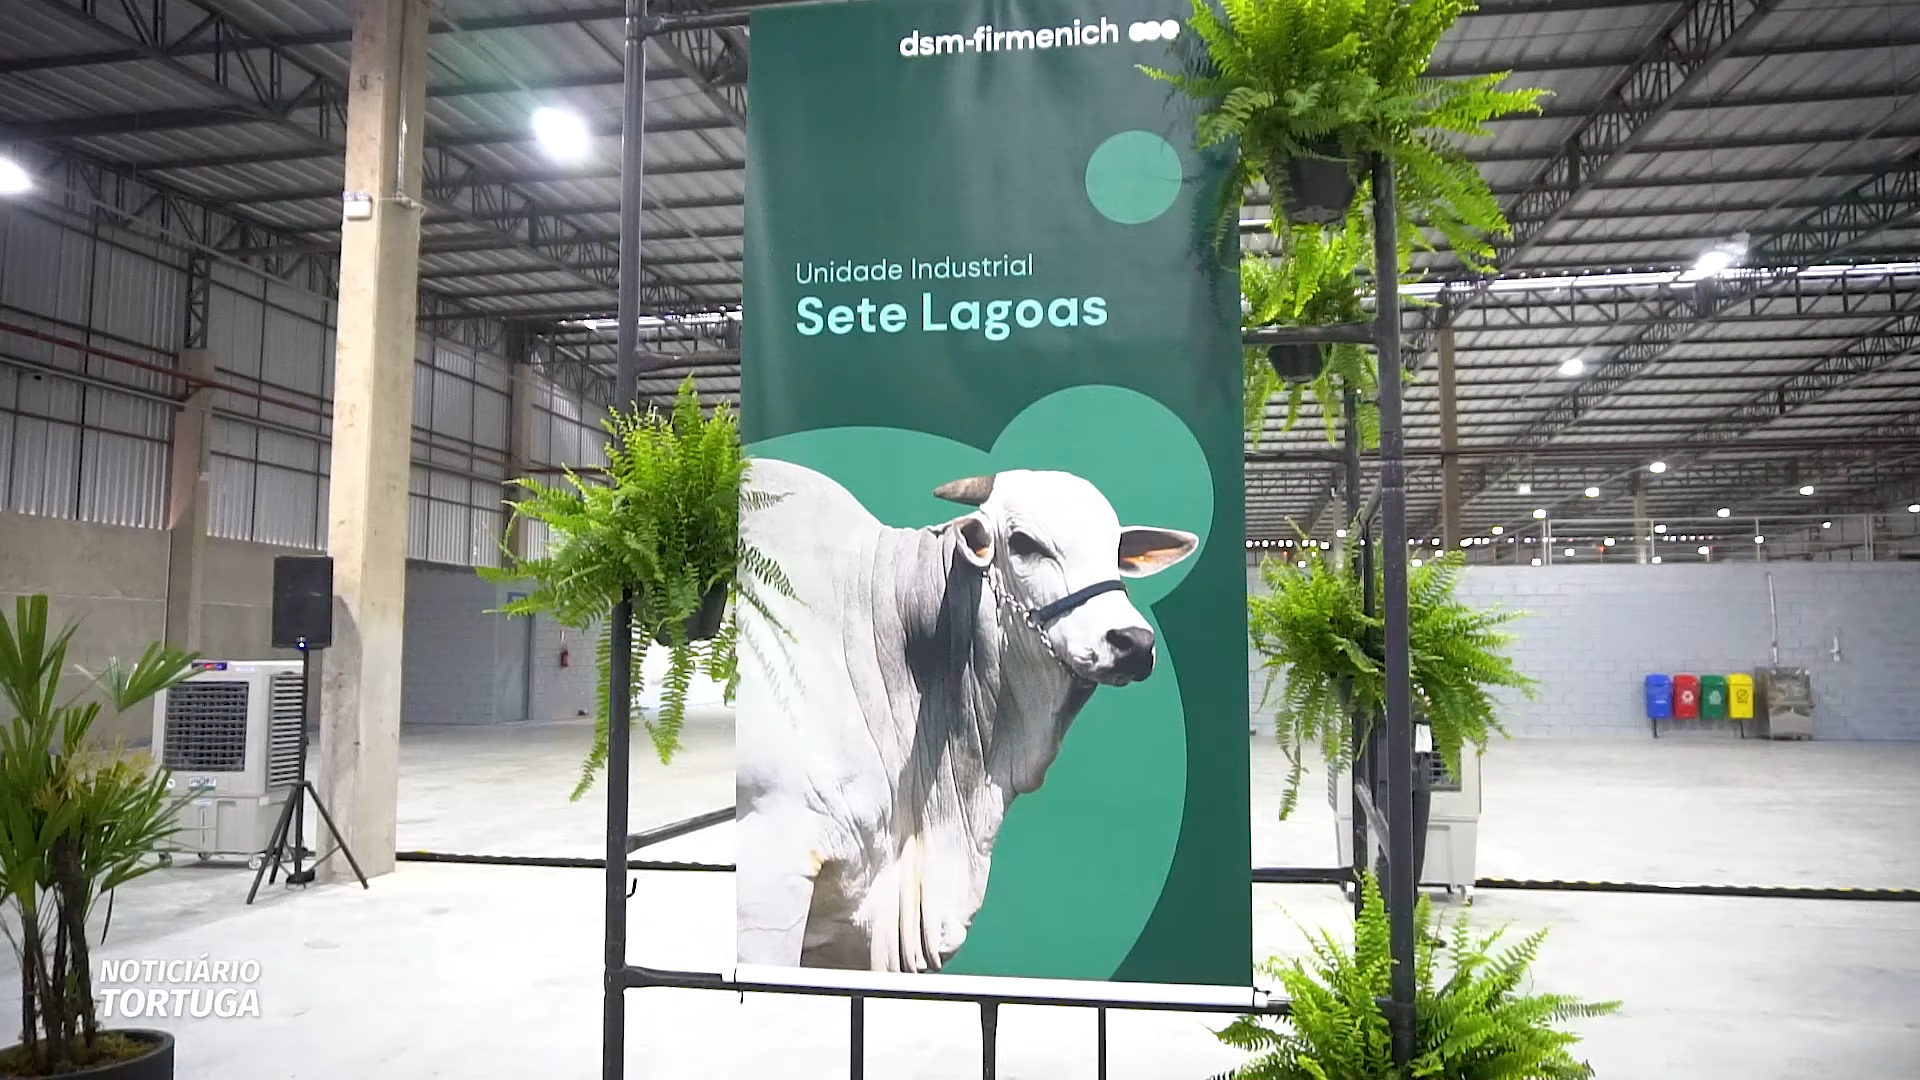 dsm-firmenich
Unidade Industrial
Sete Lagoas
NOTICIÁRIO
TORTUGA